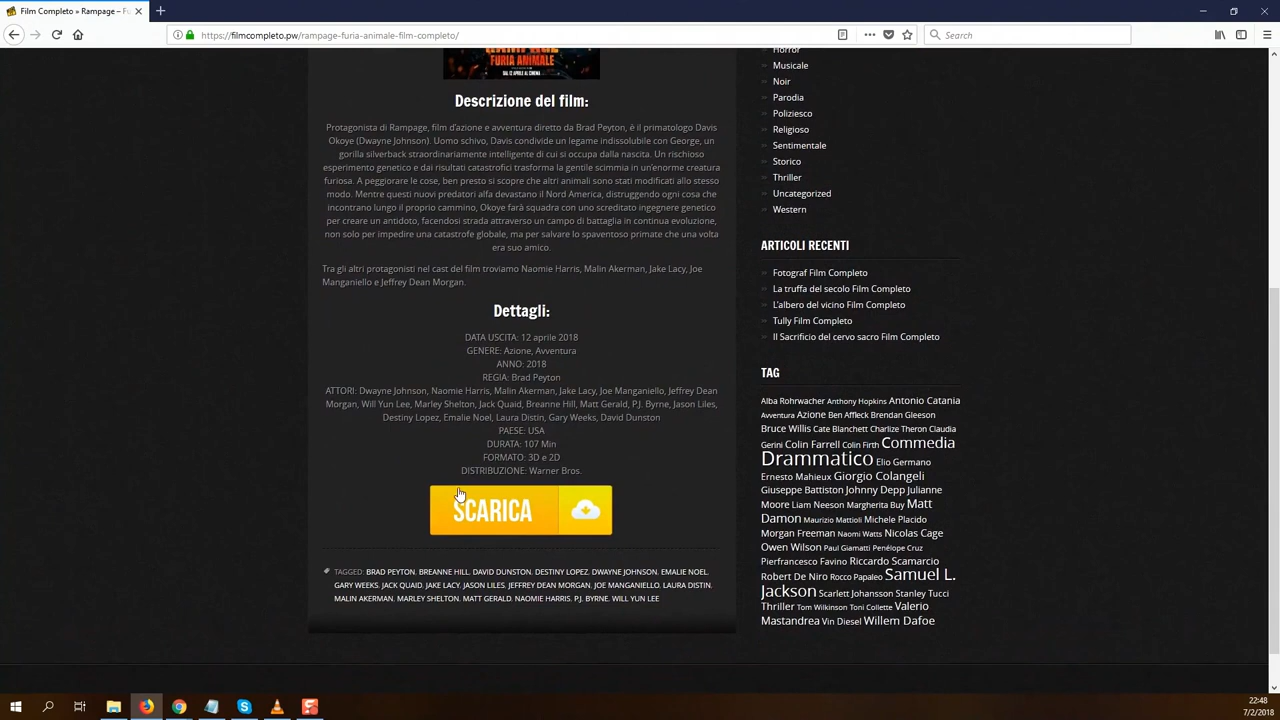 Film Completo » Rampage – Fu
https://filmcompleto.pw/rampage-furia-animale-film-completo/
Search
RAMPAGE
FURIA ANIMALE
DAL 12 APRILE AL CINEMA
Descrizione del film:
Protagonista di Rampage, film d'azione e avventura diretto da Brad Peyton, è il primatologo Davis
Okoye (Dwayne Johnson). Uomo schivo, Davis condivide un legame indissolubile con George, un
gorilla silverback straordinariamente intelligente di cui si occupa dalla nascita. Un rischioso
esperimento genetico e dai risultati catastrofici trasforma la gentile scimmia in un'enorme creatura
furiosa. A peggiorare le cose, ben presto si scopre che altri animali sono stati modificati allo stesso
modo. Mentre questi nuovi predatori alfa devastano il Nord America, distruggendo ogni cosa che
incontrano lungo il proprio cammino, Okoye farà squadra con uno screditato ingegnere genetico
per creare un antidoto, facendosi strada attraverso un campo di battaglia in continua evoluzione,
non solo per impedire una catastrofe globale, ma per salvare lo spaventoso primate che una volta
era suo amico.
Tra gli altri protagonisti nel cast del film troviamo Naomie Harris, Malin Akerman, Jake Lacy, Joe
Manganiello e Jeffrey Dean Morgan.
Dettagli:
DATA USCITA: 12 aprile 2018
GENERE: Azione, Avventura
ANNO: 2018
REGIA: Brad Peyton
ATTORI: Dwayne Johnson, Naomie Harris, Malin Akerman, Jake Lacy, Joe Manganiello, Jeffrey Dean
Morgan, Will Yun Lee, Marley Shelton, Jack Quaid, Breanne Hill, Matt Gerald, P.J. Byrne, Jason Liles,
Destiny Lopez, Emalie Noel, Laura Distin, Gary Weeks, David Dunston
PAESE: USA
DURATA: 107 Min
FORMATO: 3D e 2D
DISTRIBUZIONE: Warner Bros.
SCARICA
TAGGED: BRAD PEYTON, BREANNE HILL, DAVID DUNSTON, DESTINY LOPEZ, DWAYNE JOHNSON, EMALIE NOEL,
GARY WEEKS, JACK QUAID, JAKE LACY, JASON LILES, JEFFREY DEAN MORGAN, JOE MANGANIELLO, LAURA DISTIN,
MALIN AKERMAN, MARLEY SHELTON, MATT GERALD, NAOMIE HARRIS, P.J. BYRNE, WILL YUN LEE
Horror
Musicale
Noir
Parodia
Poliziesco
Religioso
Sentimentale
Storico
Thriller
Uncategorized
Western
ARTICOLI RECENTI
Fotograf Film Completo
La truffa del secolo Film Completo
L'albero del vicino Film Completo
Tully Film Completo
Il Sacrificio del cervo sacro Film Completo
TAG
Alba Rohrwacher Anthony Hopkins Antonio Catania
Avventura Azione Ben Affleck Brendan Gleeson
Bruce Willis Cate Blanchett Charlize Theron Claudia
Gerini Colin Farrell Colin Firth Commedia
Drammatico Elio Germano
Ernesto Mahieux Giorgio Colangeli
Giuseppe Battiston Johnny Depp Julianne
Moore Liam Neeson Margherita Buy Matt
Damon Maurizio Mattioli Michele Placido
Morgan Freeman Naomi Watts Nicolas Cage
Owen Wilson Paul Giamatti Penélope Cruz
Pierfrancesco Favino Riccardo Scamarcio
Robert De Niro Rocco Papaleo Samuel L.
Jackson Scarlett Johansson Stanley Tucci
Thriller Tom Wilkinson Toni Collette Valerio
Mastandrea Vin Diesel Willem Dafoe
22:48
7/2/2018